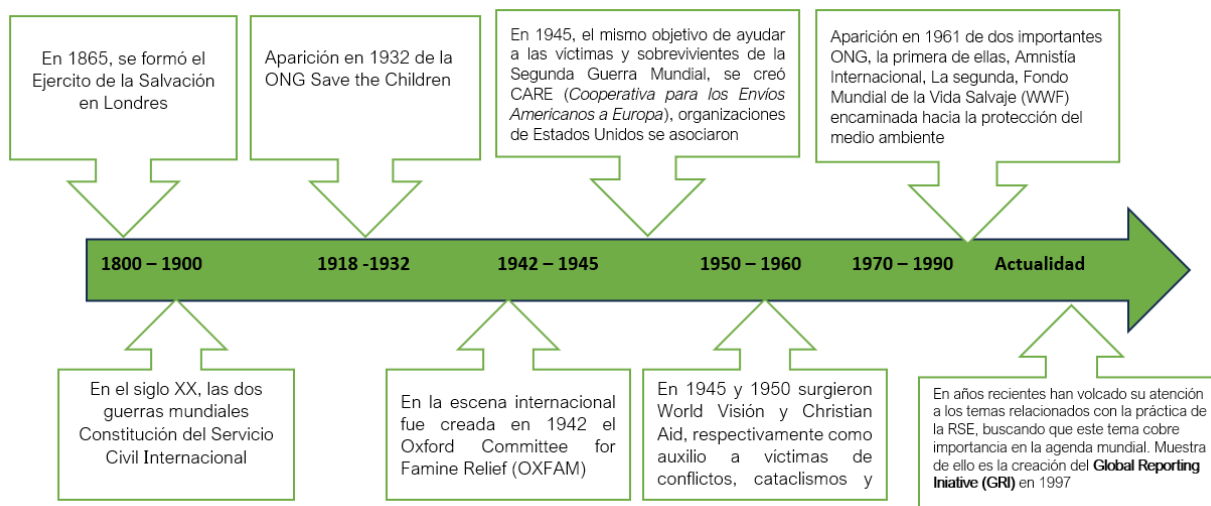 En 1865, se formó el
Ejercito de la Salvación
en Londres
Aparición en 1932 de la
ONG Save the Children
En 1945, el mismo objetivo de ayudar
a las víctimas y sobrevivientes de la
Segunda Guerra Mundial, se creó
CARE (Cooperativa para los Envíos
Americanos a Europa), organizaciones
de Estados Unidos se asociaron
Aparición en 1961 de dos importantes
ONG, la primera de ellas, Amnistía
Internacional, La segunda, Fondo
Mundial de la Vida Salvaje (WWF)
encaminada hacia la protección del
medio ambiente
1800 – 1900
1918 -1932
1942 – 1945
1950 – 1960
1970 – 1990
Actualidad
En el siglo XX, las dos
guerras mundiales
Constitución del Servicio
Civil Internacional
En la escena internacional
fue creada en 1942 el
Oxford Committee for
Famine Relief (OXFAM)
En 1945 y 1950 surgieron
World Visión y Christian
Aid, respectivamente como
auxilio a víctimas de
conflictos, cataclismos y
En años recientes han volcado su atención
a los temas relacionados con la práctica de
la RSE, buscando que este tema cobre
importancia en la agenda mundial. Muestra
de ello es la creación del Global Reporting
Iniative (GRI) en 1997